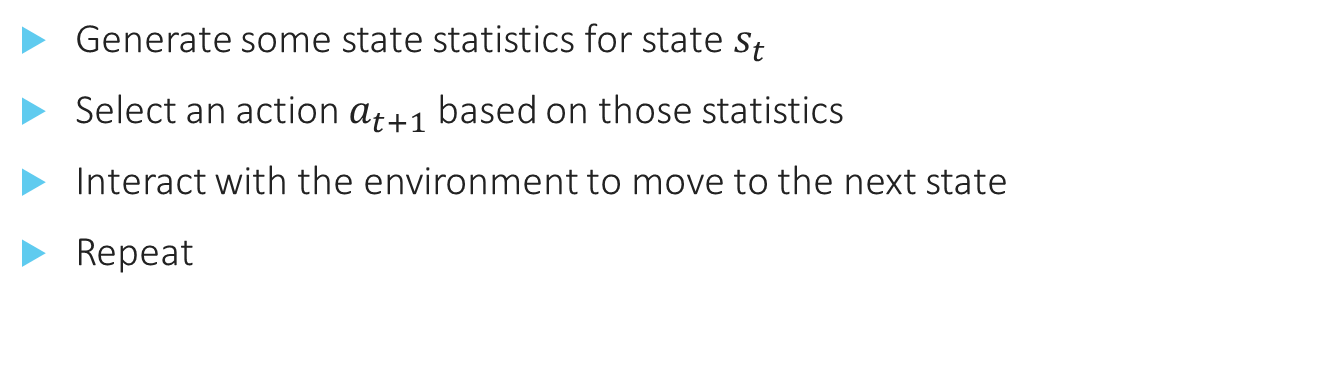 Generate some state statistics for state $s_t$
Select an action $a_{t+1}$ based on those statistics
Interact with the environment to move to the next state
Repeat